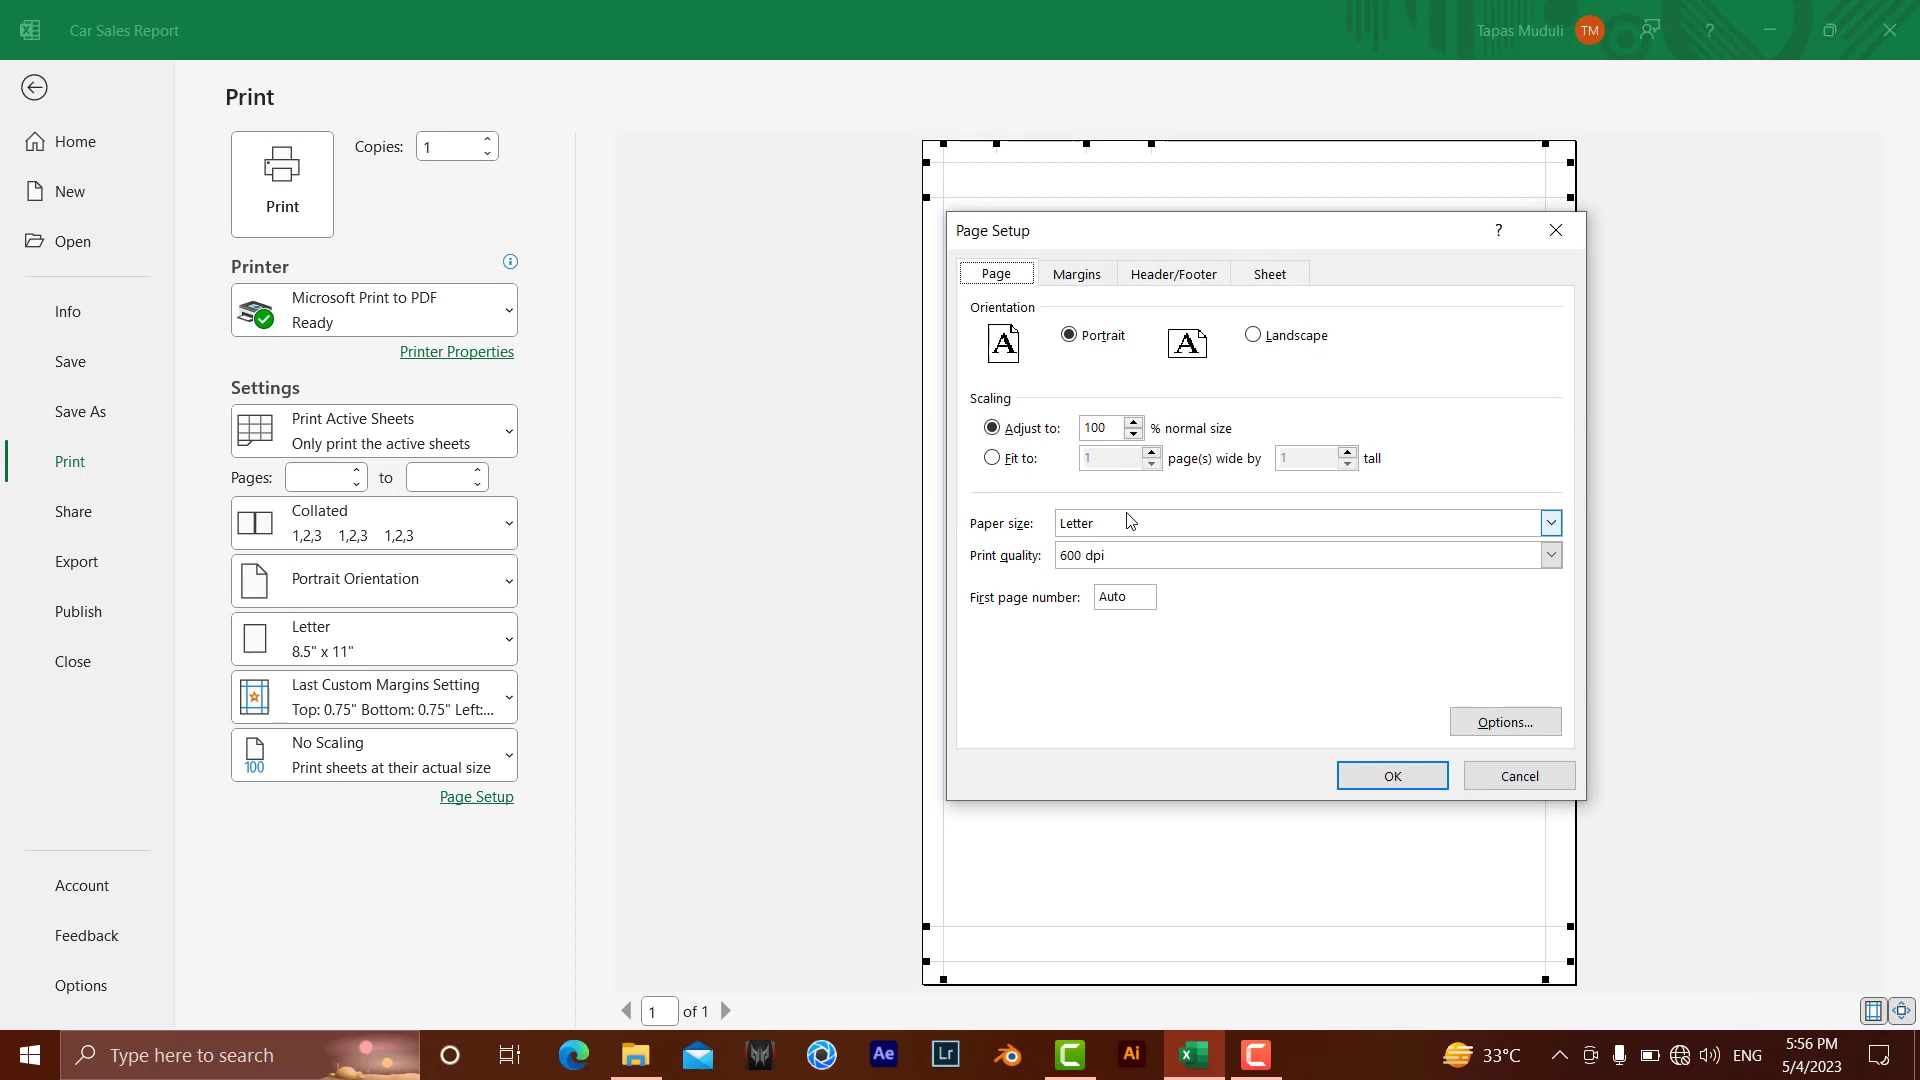 Car Sales Report
Tapas Muduli TM ?
Print
Home
New
Open
Info
Save
Save As
Print
Share
Export
Publish
Close
Account
Feedback
Options
Print
Copies: 1
Printer
Microsoft Print to PDF
Ready
Printer Properties
Settings
Print Active Sheets
Only print the active sheets
Pages: to
Collated
1,2,3 1,2,3 1,2,3
Portrait Orientation
Letter
8.5" x 11"
Last Custom Margins Setting
Top: 0.75" Bottom: 0.75" Left:...
100
No Scaling
Print sheets at their actual size
Page Setup
Page Setup ?
Page Margins Header/Footer Sheet
Orientation
A Portrait A Landscape
Scaling
Adjust to: 100 % normal size
Fit to: 1 page(s) wide by 1 tall
Paper size: Letter
Print quality: 600 dpi
First page number: Auto
Options...
OK Cancel
1 of 1
Type here to search
Ae Lr Ai
33°C ENG
5:56 PM
5/4/2023